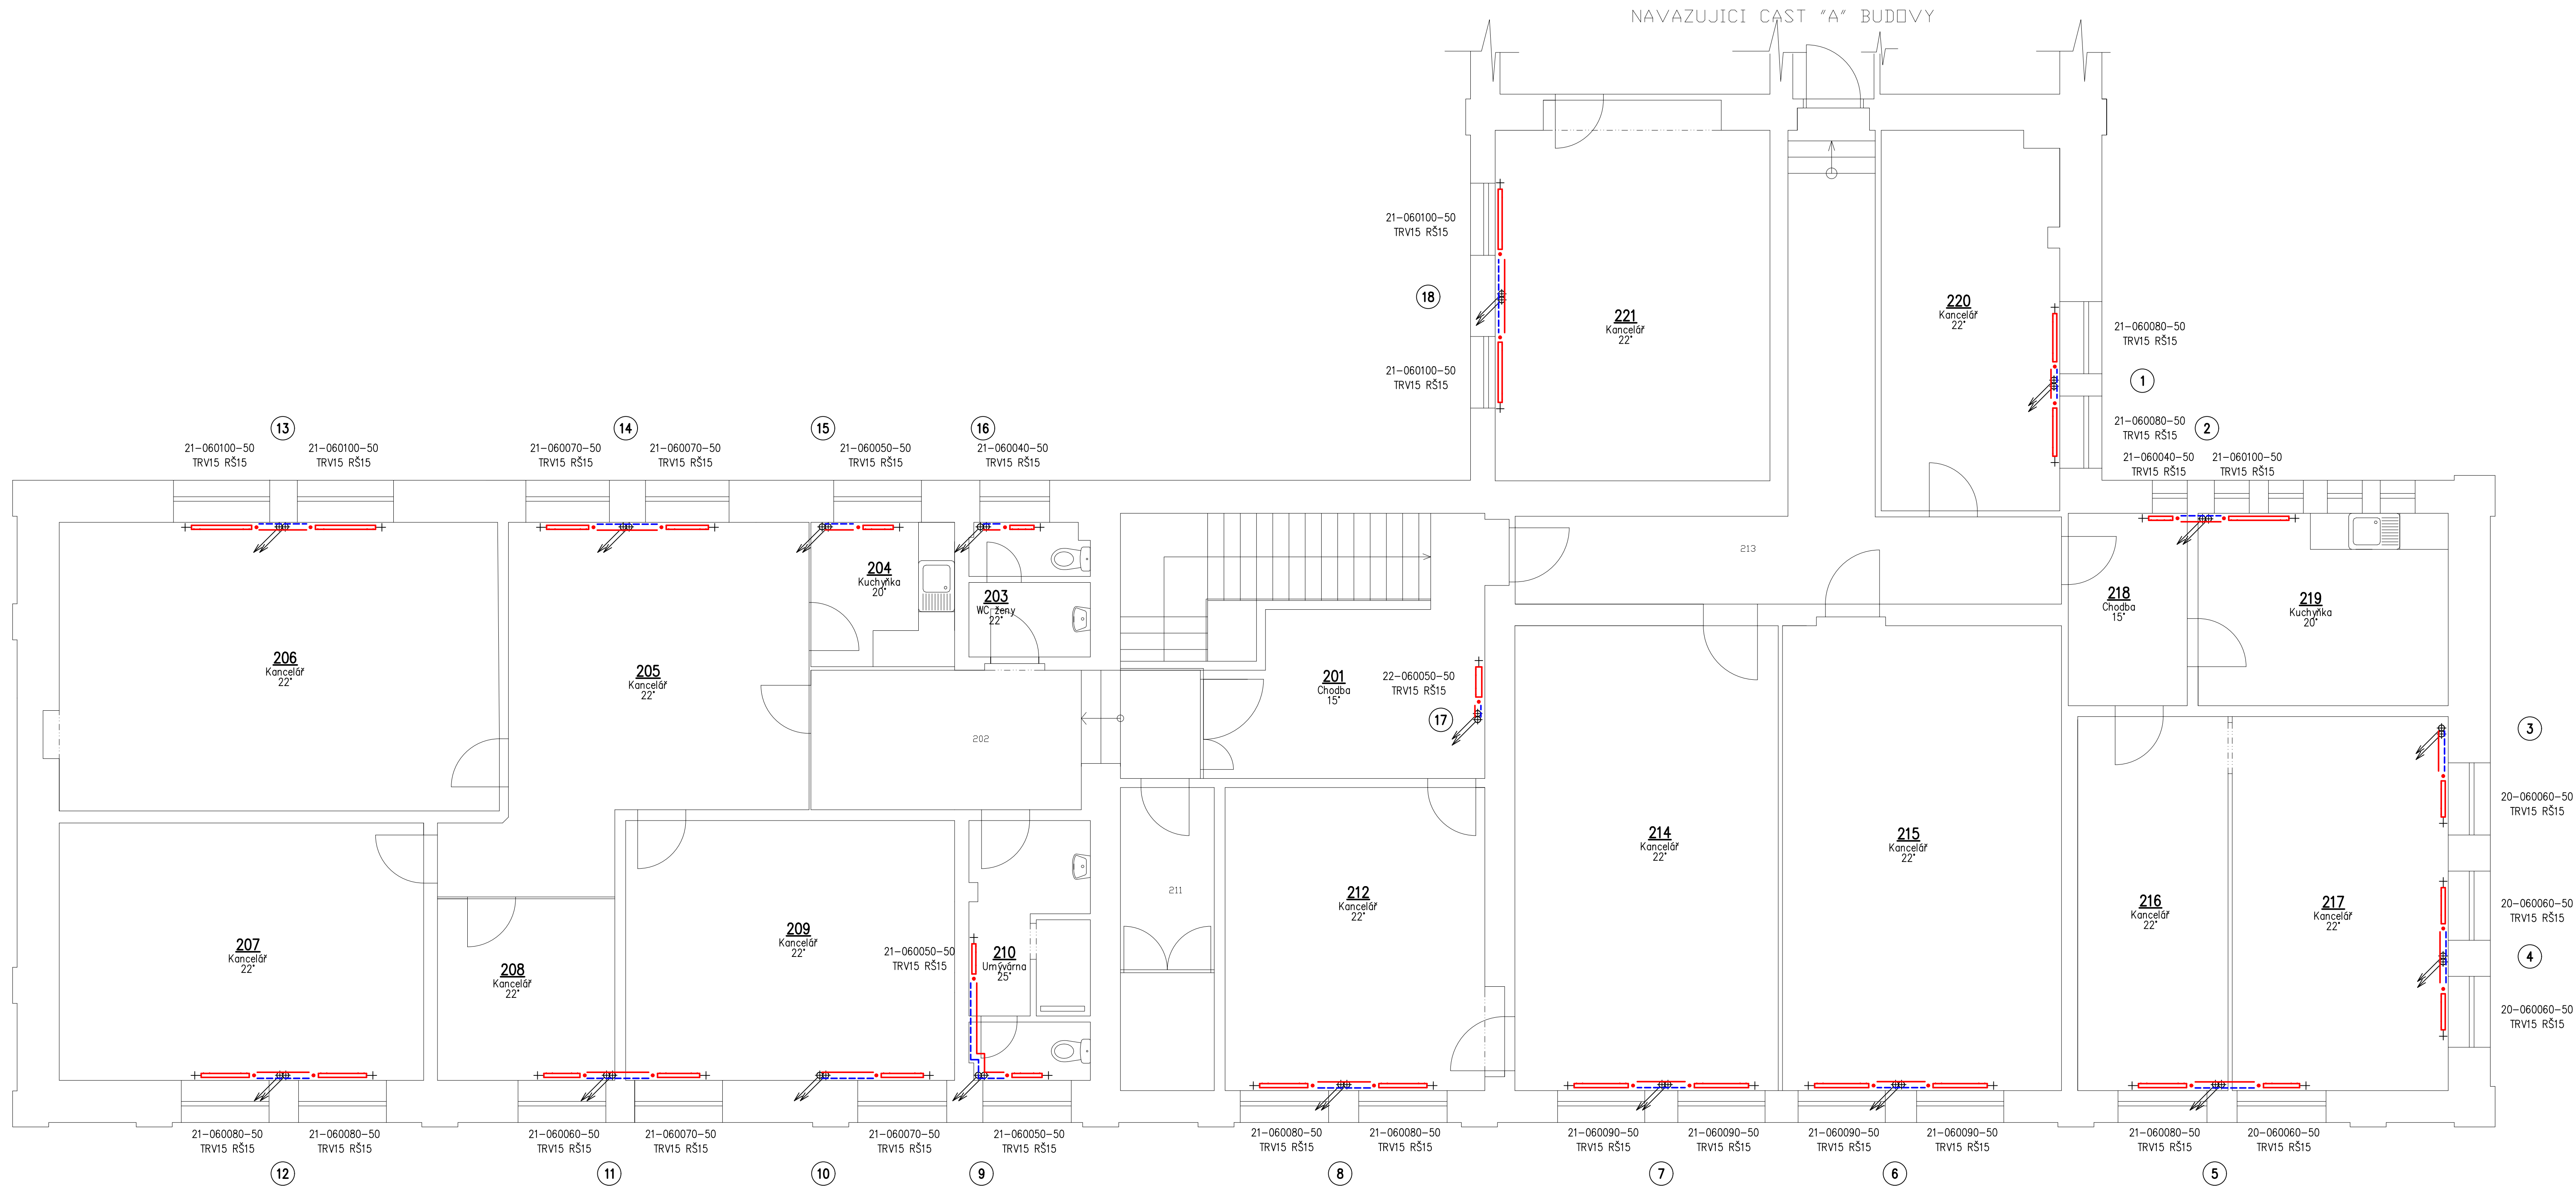 NAVAZUJICI CAST "A" BUDOVY
21-060100-50
TRV15 RŠ15
18
21-060100-50
TRV15 RŠ15
221
Kancelář
22°
220
Kancelář
22°
21-060080-50
TRV15 RŠ15
1
21-060080-50
TRV15 RŠ15
13
21-060100-50
TRV15 RŠ15
21-060100-50
TRV15 RŠ15
14
21-060070-50
TRV15 RŠ15
21-060070-50
TRV15 RŠ15
15
21-060050-50
TRV15 RŠ15
16
21-060040-50
TRV15 RŠ15
2
21-060040-50
TRV15 RŠ15
21-060100-50
TRV15 RŠ15
206
Kancelář
22°
205
Kancelář
22°
204
Kuchyňka
20°
203
WC ženy
22°
202
201
Chodba
15°
22-060050-50
TRV15 RŠ15
17
213
218
Chodba
15°
219
Kuchyňka
20°
3
20-060060-50
TRV15 RŠ15
20-060060-50
TRV15 RŠ15
4
20-060060-50
TRV15 RŠ15
207
Kancelář
22°
208
Kancelář
22°
209
Kancelář
22°
21-060050-50
TRV15 RŠ15
210
Umývárna
25°
211
212
Kancelář
22°
214
Kancelář
22°
215
Kancelář
22°
216
Kancelář
22°
217
Kancelář
22°
21-060080-50
TRV15 RŠ15
21-060080-50
TRV15 RŠ15
12
21-060060-50
TRV15 RŠ15
21-060070-50
TRV15 RŠ15
11
10
21-060070-50
TRV15 RŠ15
9
21-060050-50
TRV15 RŠ15
21-060080-50
TRV15 RŠ15
21-060080-50
TRV15 RŠ15
8
21-060090-50
TRV15 RŠ15
21-060090-50
TRV15 RŠ15
7
21-060090-50
TRV15 RŠ15
21-060090-50
TRV15 RŠ15
6
21-060080-50
TRV15 RŠ15
20-060060-50
TRV15 RŠ15
5